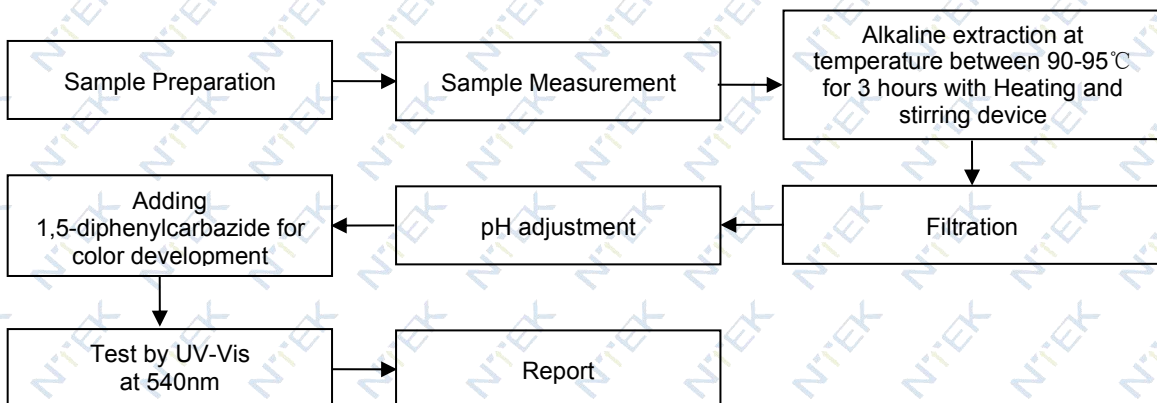 Sample Preparation
Sample Measurement
Alkaline extraction at
temperature between 90-95℃
for 3 hours with Heating and
stirring device
Filtration
pH adjustment
Adding
1,5-diphenylcarbazide for
color development
Test by UV-Vis
at 540nm
Report
NTEK